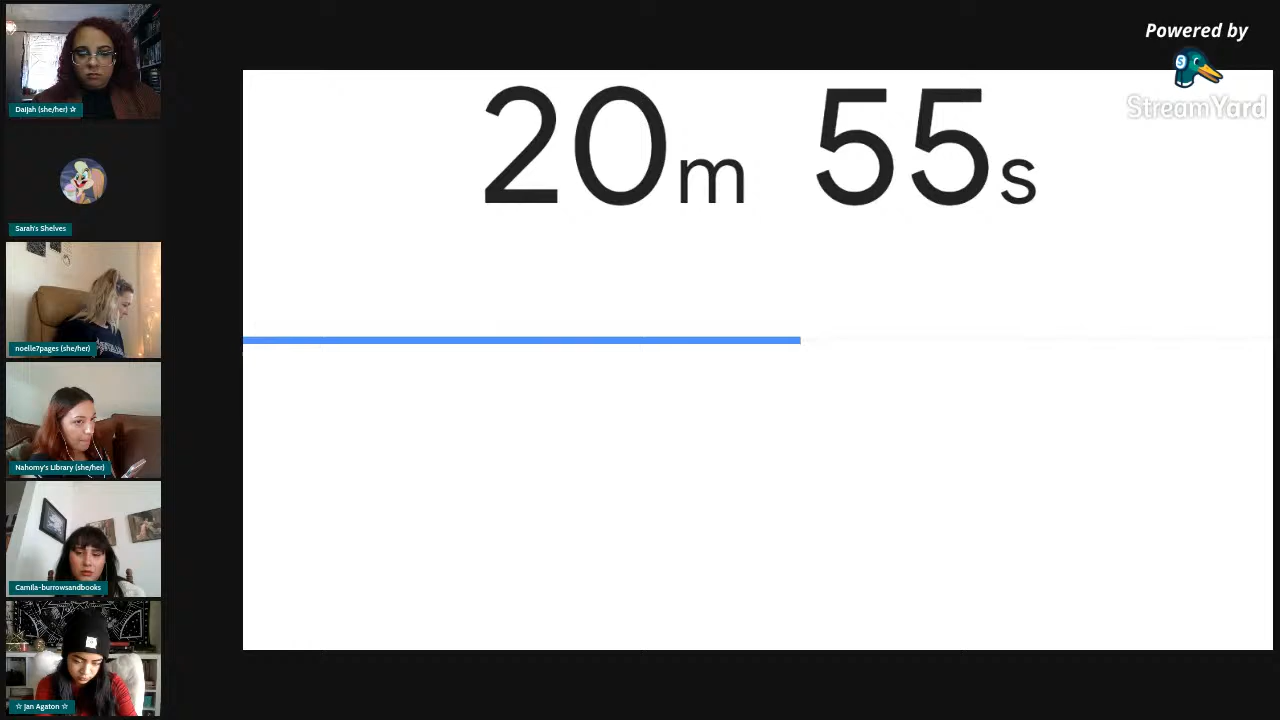 Powered by
StreamYard
20m 55s
Daijah (she/her) ☆
Sarah's Shelves
noelle7pages (she/her)
Nahomy's Library (she/her)
Camila-burrowsandbooks
☆ Jan Agaton ☆